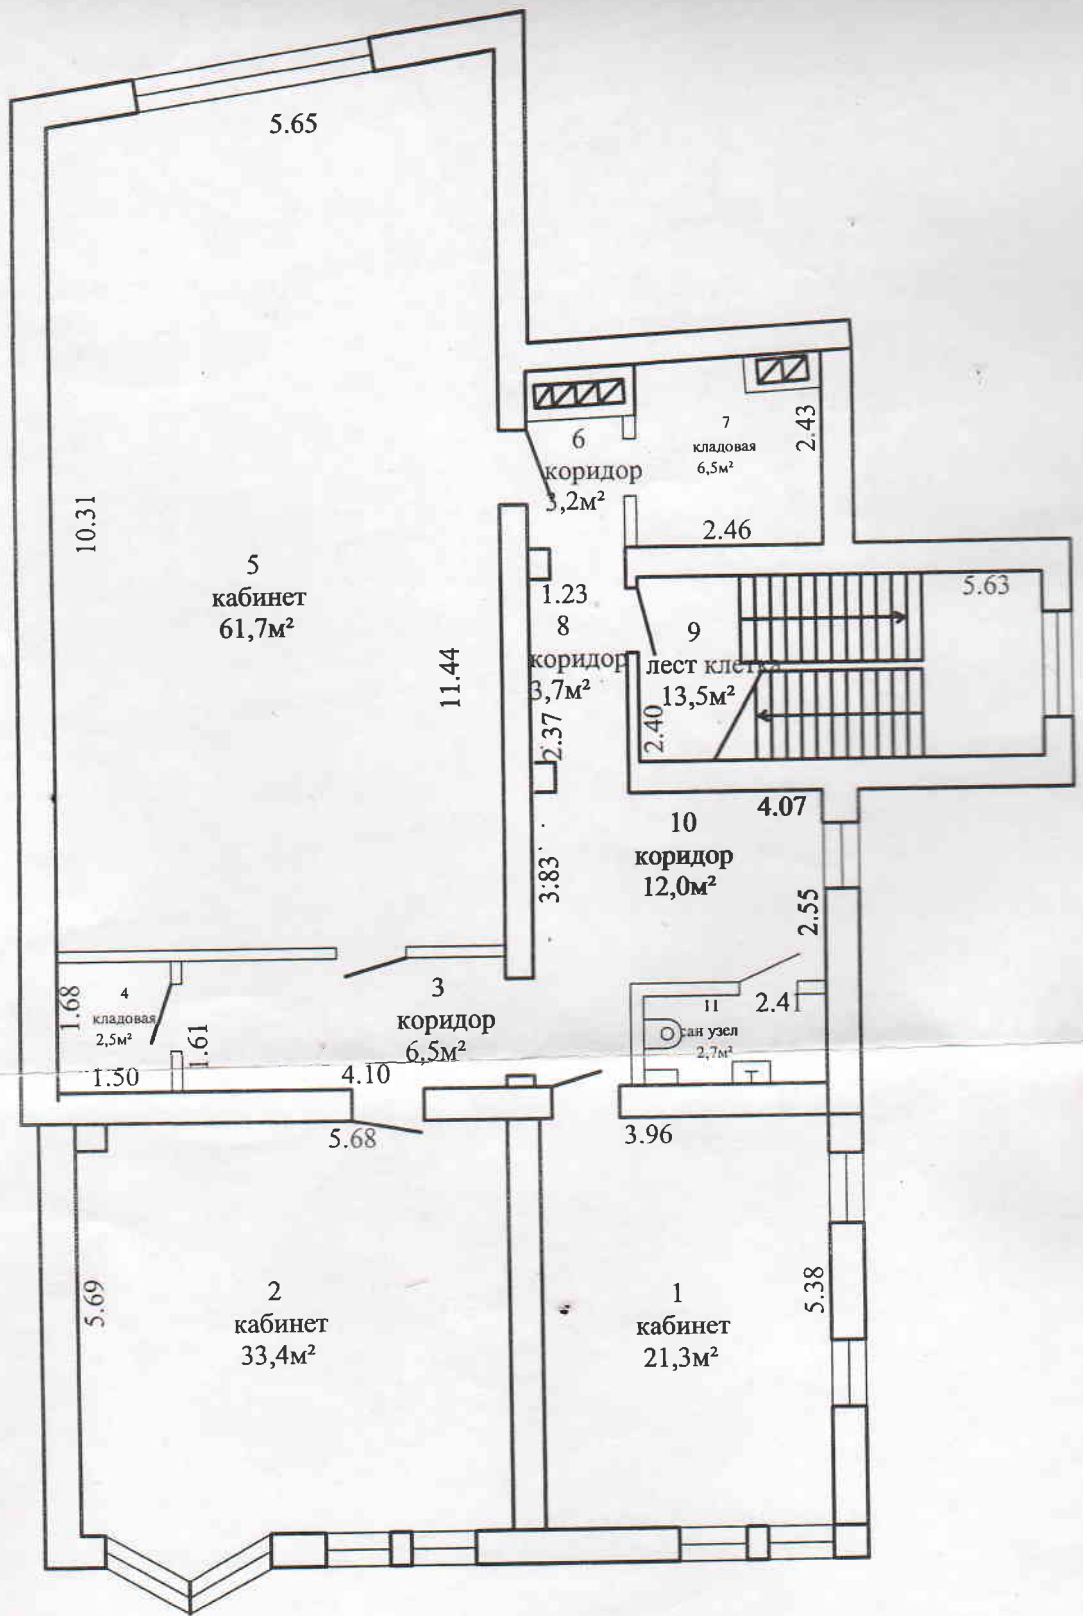 5.65
10.31
5
кабинет
61,7м²
11.44
6
коридор
3,2м²
7
кладовая
6,5м²
2.43
2.46
1.23
8
коридор
3,7м²
2.37
9
лест клетка
13,5м²
2.40
5.63
4.07
10
коридор
12,0м²
3.83
2.55
4
кладовая
2,5м²
1.68
1.50
1.61
3
коридор
6,5м²
4.10
11
сан узел
2,7м²
2.41
5.68
3.96
5.69
2
кабинет
33,4м²
1
кабинет
21,3м²
5.38